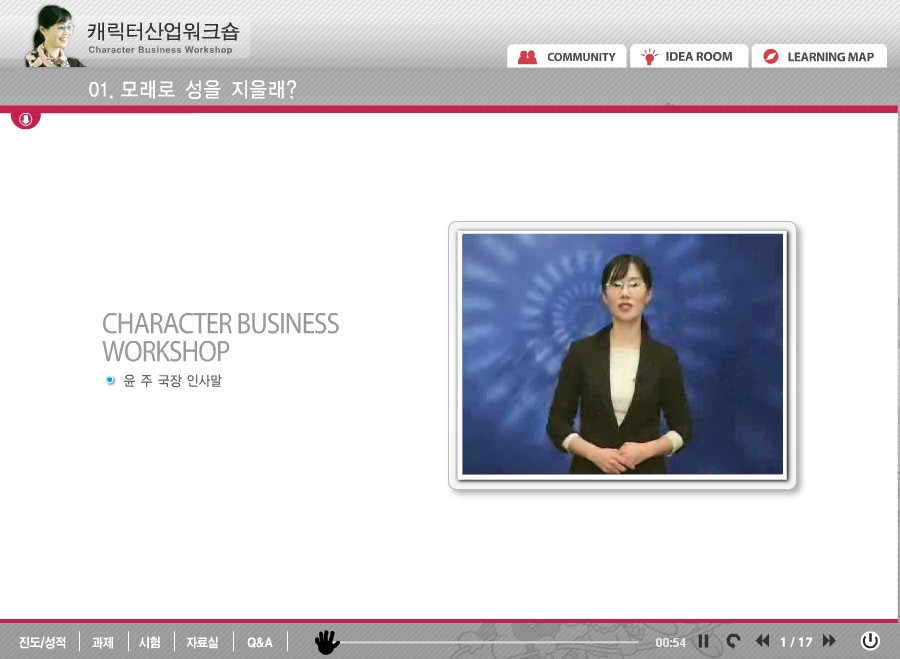 캐릭터산업워크숍
Character Business Workshop
COMMUNITY
IDEA ROOM
LEARNING MAP
01. 모래로 성을 지을래?
CHARACTER BUSINESS
WORKSHOP
윤 주 국장 인사말
진도/성적
과제
시험
자료실
Q&A
00:54
1 / 17